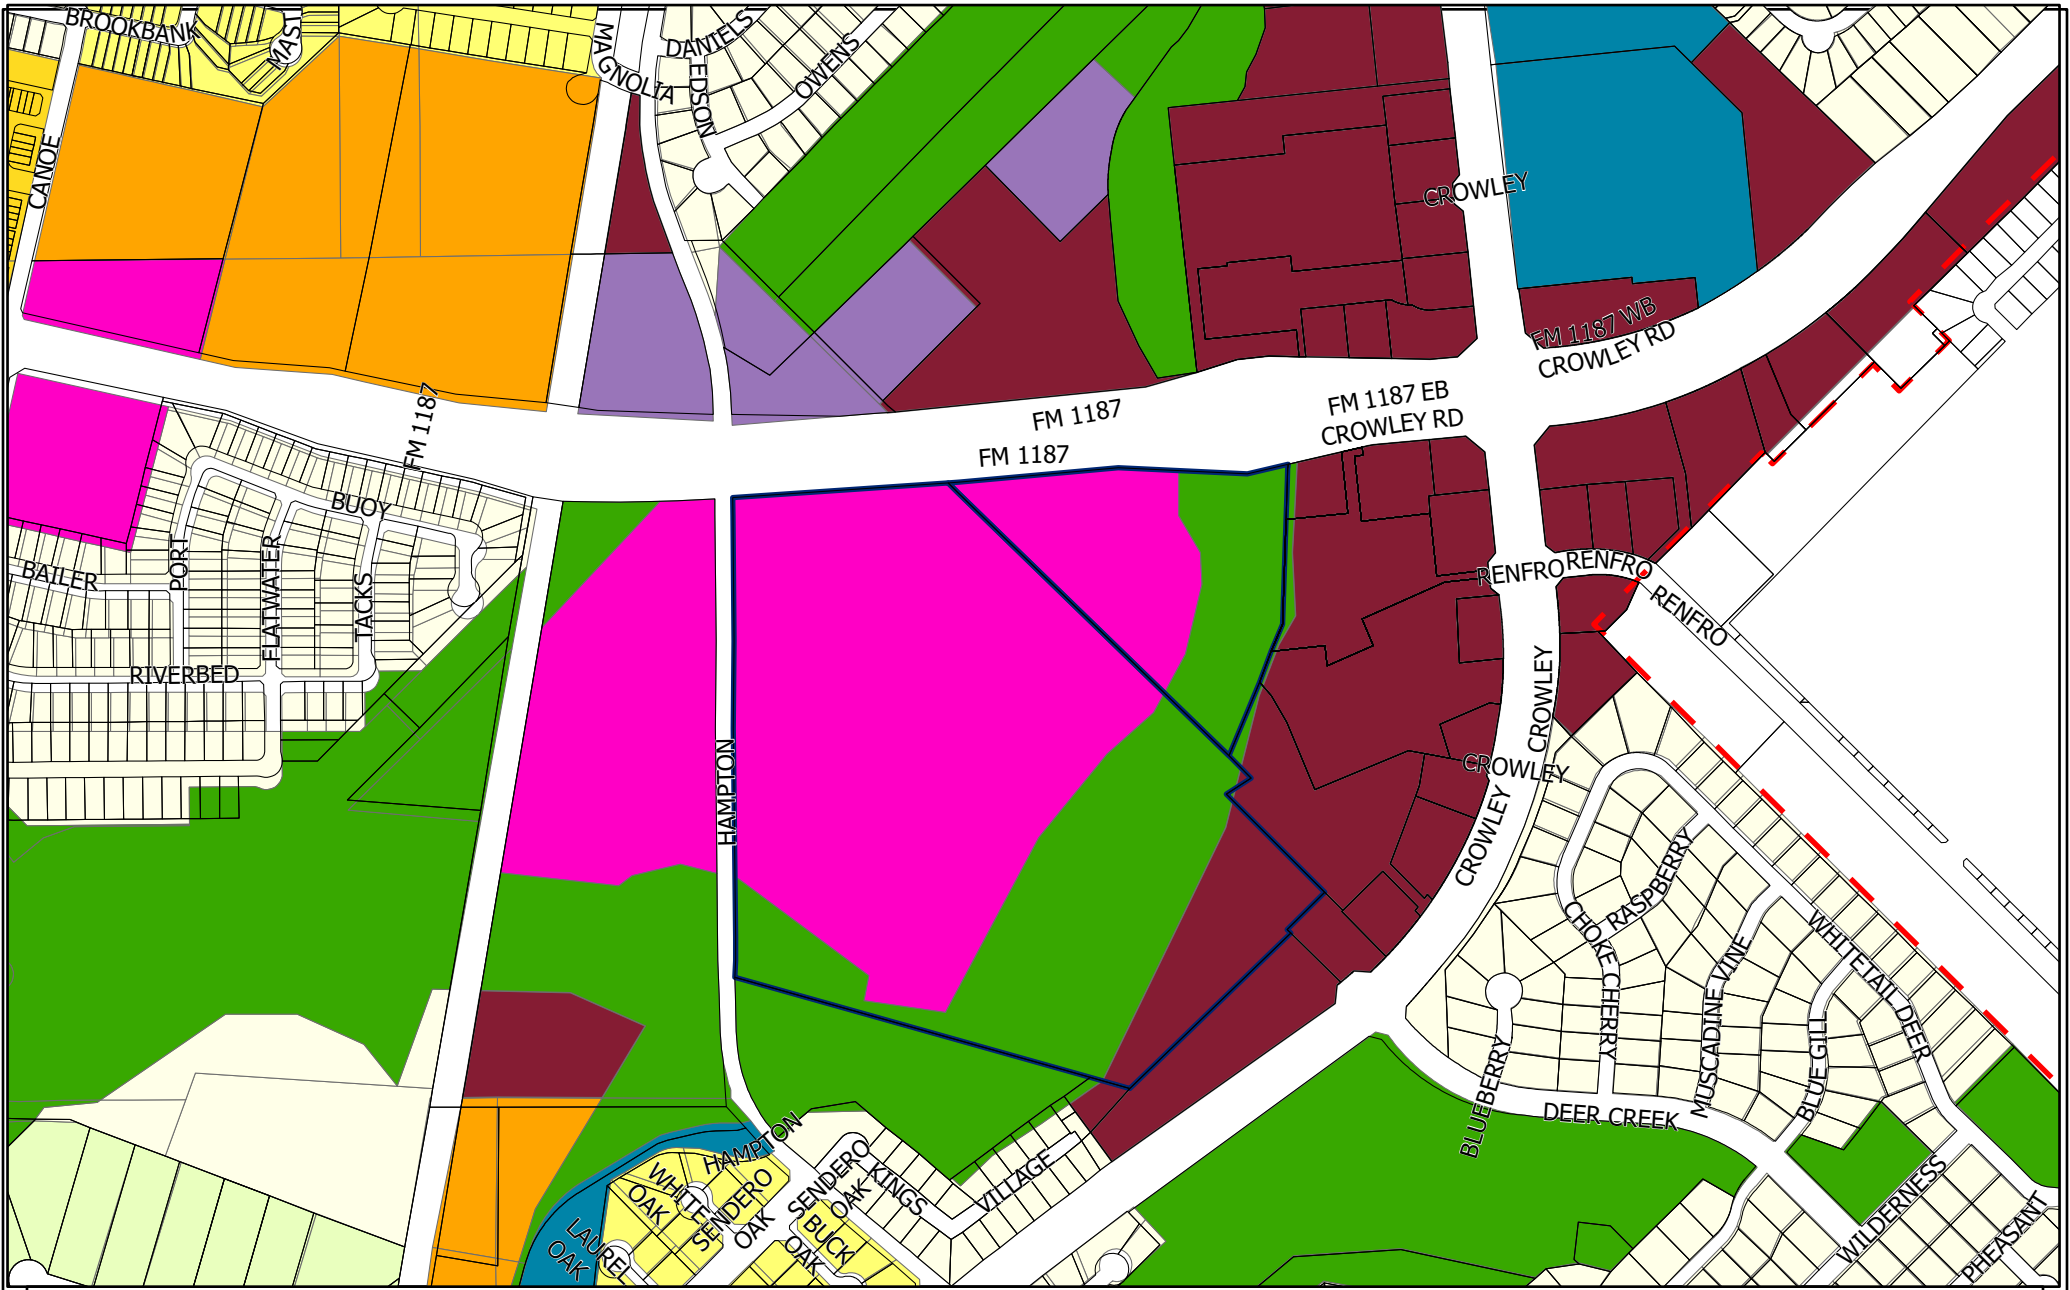 BROOKBANK
MAST
MAGNOLIA
DANIELS
EDSON
OWENS
CANOE
CROWLEY
FM 1187 WB
CROWLEY RD
FM 1187
FM 1187
FM 1187 EB
CROWLEY RD
FM 1187
BUOY
PORT
FLATWATER
TACKS
BAILER
RIVERBED
RENFRO
RENFRO
RENFRO
HAMPTON
CROWLEY
CROWLEY
CROWLEY
CROWLEY
RASPBERRY
CHOKE CHERRY
MUSCADINE VINE
WHITETAIL DEER
BLUE GILL
BLUEBERRY
DEER CREEK
HAMPTON
WHITE
OAK
SENDERO
OAK
SENDERO
OAK
KINGS
VILLAGE
BUCK
OAK
LAUREL
OAK
WILDERNESS
PHEASANT